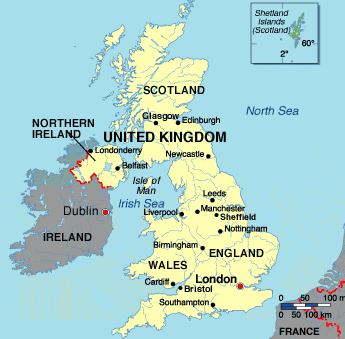 Shetland
Islands
(Scotland)
60°
2°
SCOTLAND
North Sea
Glasgow
Edinburgh
NORTHERN
IRELAND
UNITED KINGDOM
Londonderry
Newcastle
Belfast
Isle of
Man
Leeds
Dublin
Irish Sea
Liverpool
Manchester
Sheffield
IRELAND
Nottingham
Birmingham
ENGLAND
WALES
London
Cardiff
Bristol
Southampton
0 50 100 m
0 50 100 km
FRANCE